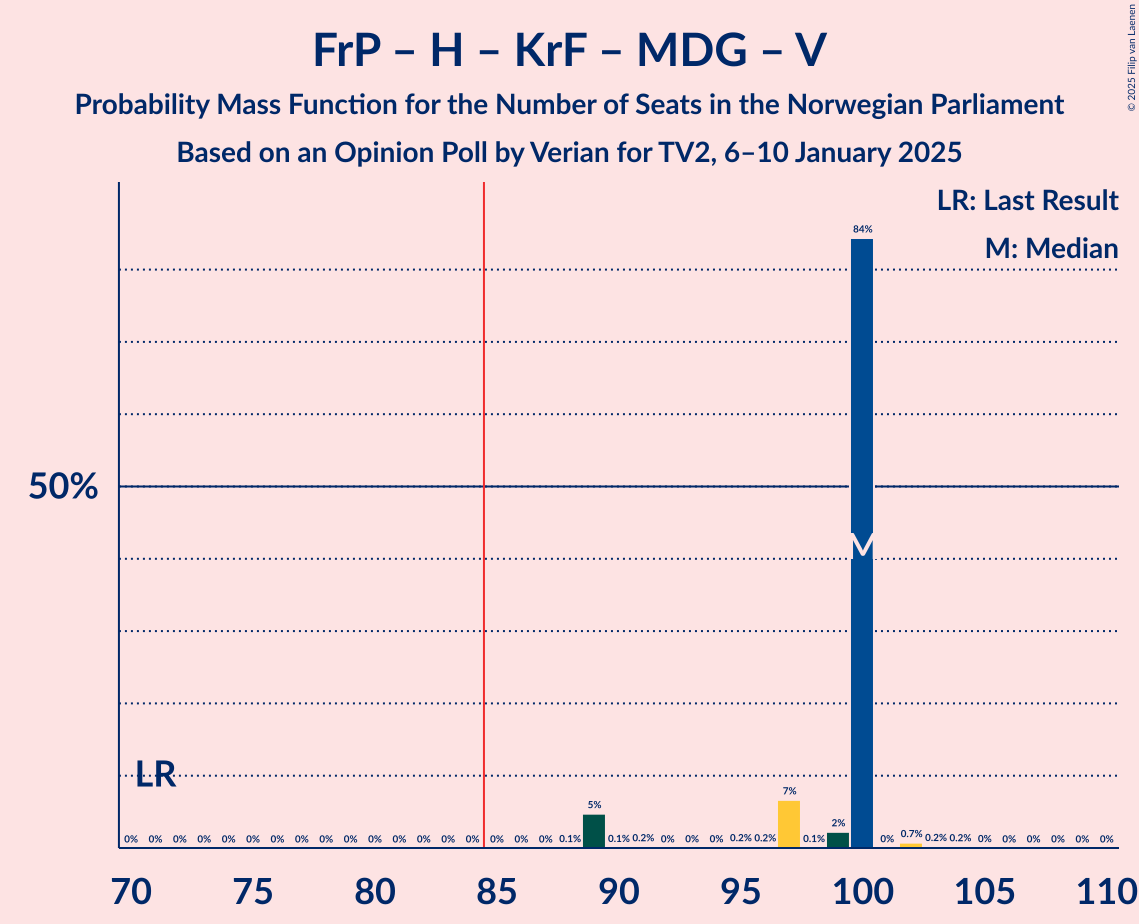 FrP – H – KrF – MDG – V
Probability Mass Function for the Number of Seats in the Norwegian Parliament
Based on an Opinion Poll by Verian for TV2, 6–10 January 2025
© 2025 Filip van Laenen
LR: Last Result
M: Median
84%
50%
M
LR
0% 0% 0% 0% 0% 0% 0% 0% 0% 0% 0% 0% 0% 0% 0% 0% 0% 0% 0.1% 5% 0.1% 0.2% 0% 0% 0% 0.2% 0.2% 7% 0.1% 2% 0% 0.7% 0.2% 0.2% 0% 0% 0% 0% 0% 0%
70 75 80 85 90 95 100 105 110